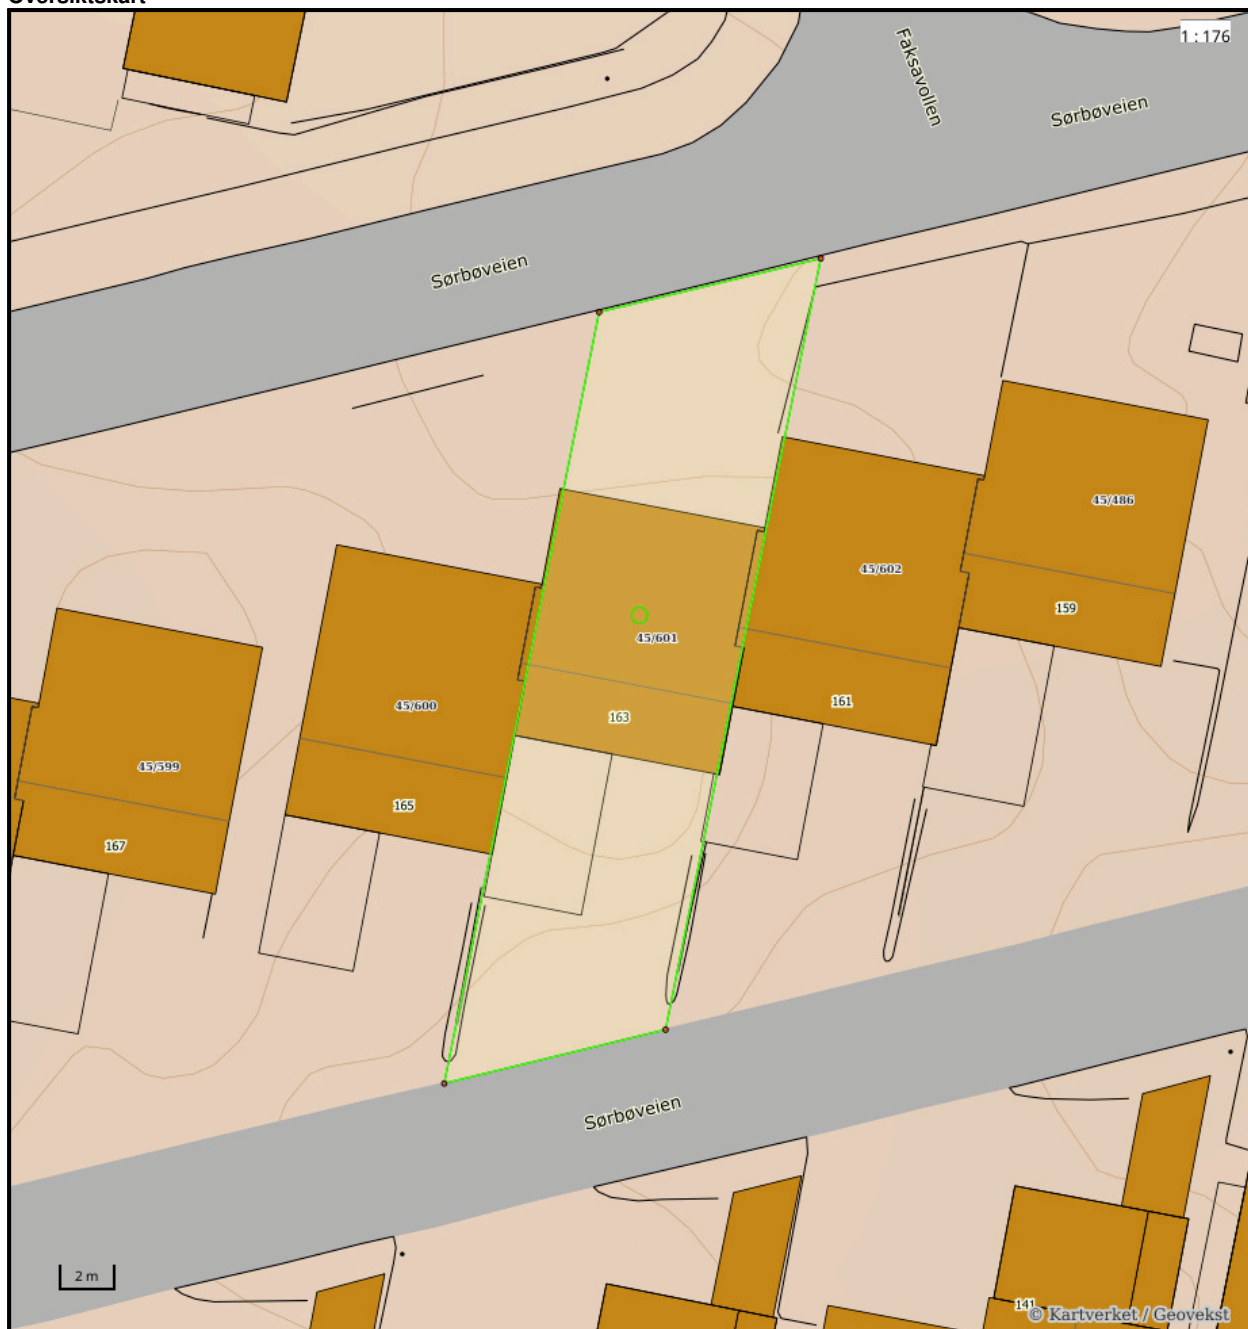 Oversiktskart
1 : 176
Faksavollen
Sørbøveien
Sørbøveien
45/486
45/602
159
45/601
45/600
161
163
45/599
165
167
Sørbøveien
2 m
141
© Kartverket / Geovekst